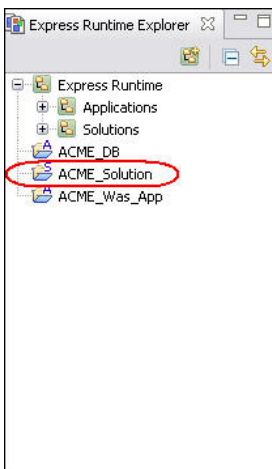 Express Runtime Explorer
Express Runtime
Applications
Solutions
A
ACME_DB
S
ACME_Solution
A
ACME_Was_App